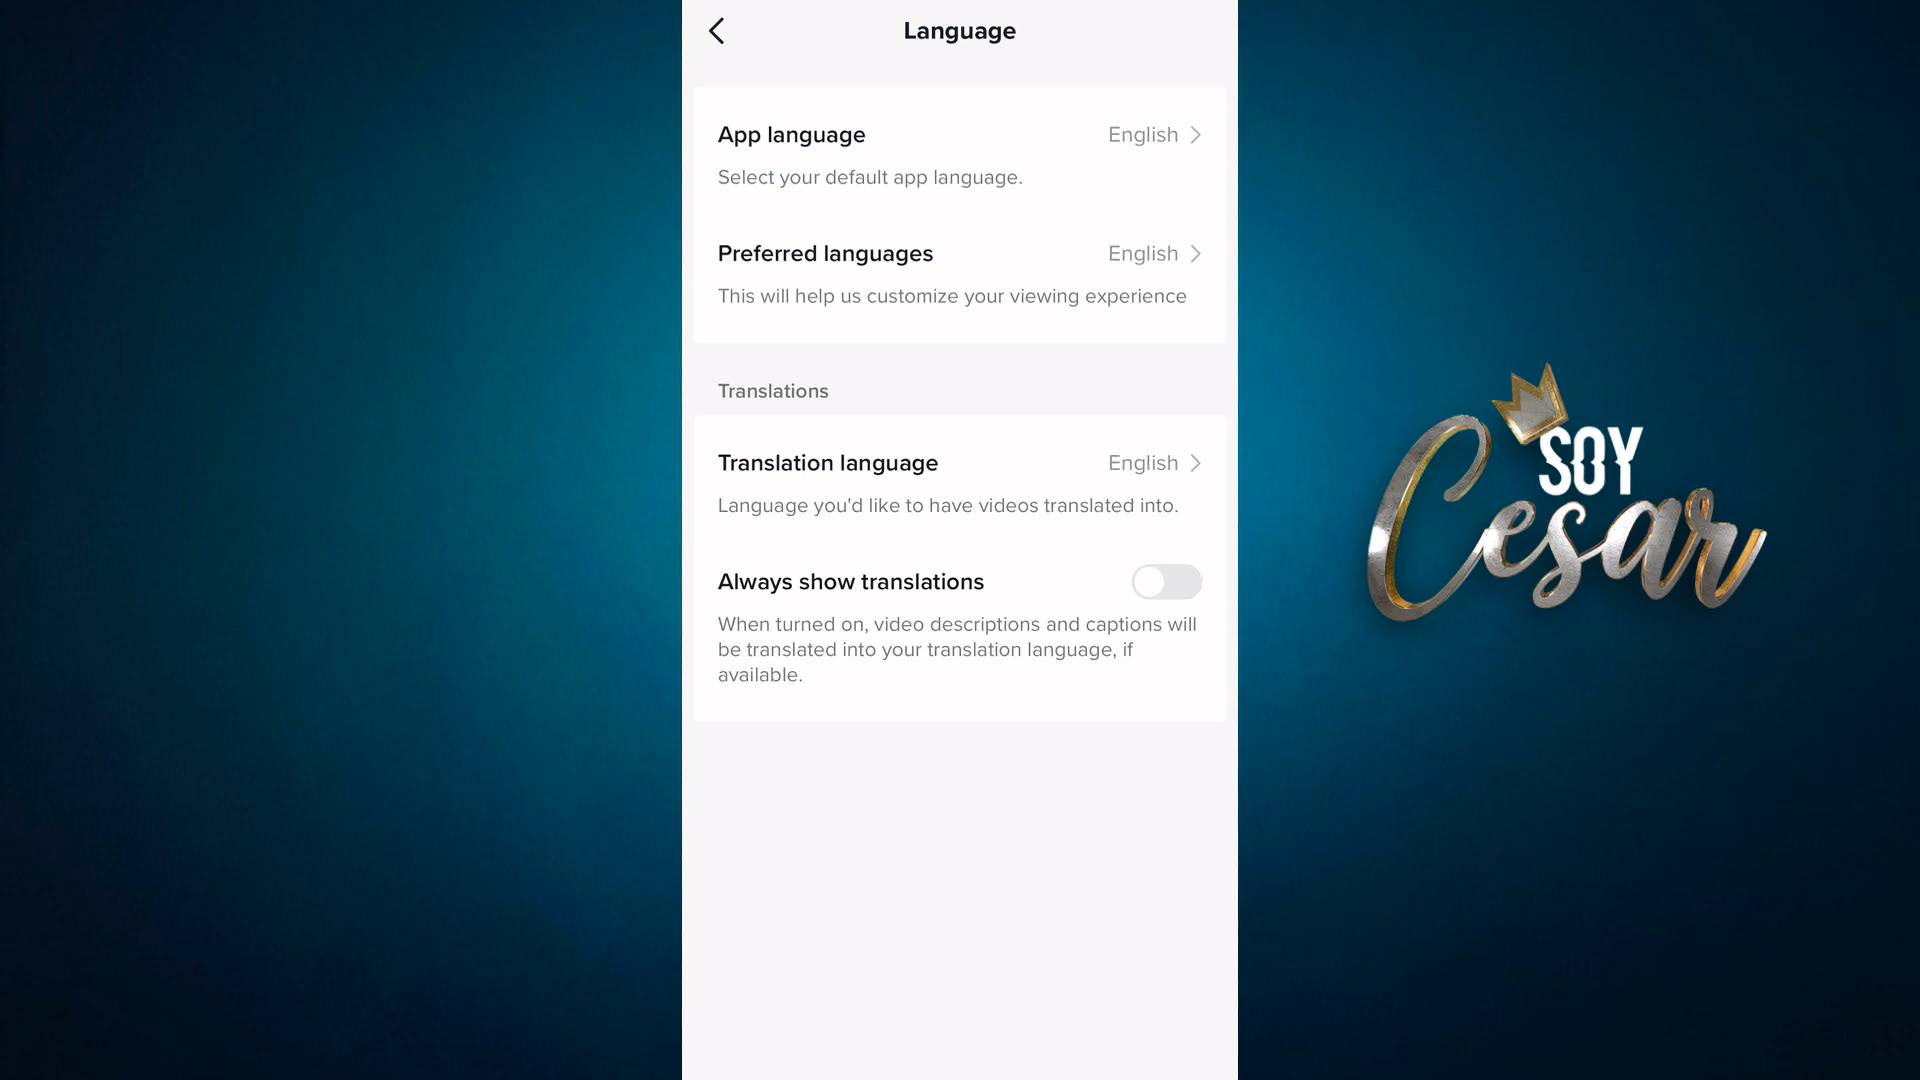 Language
App language English
Select your default app language.
Preferred languages English
This will help us customize your viewing experience
Translations
Translation language English
Language you'd like to have videos translated into.
Always show translations
When turned on, video descriptions and captions will
be translated into your translation language, if
available.
SOY
Cesar